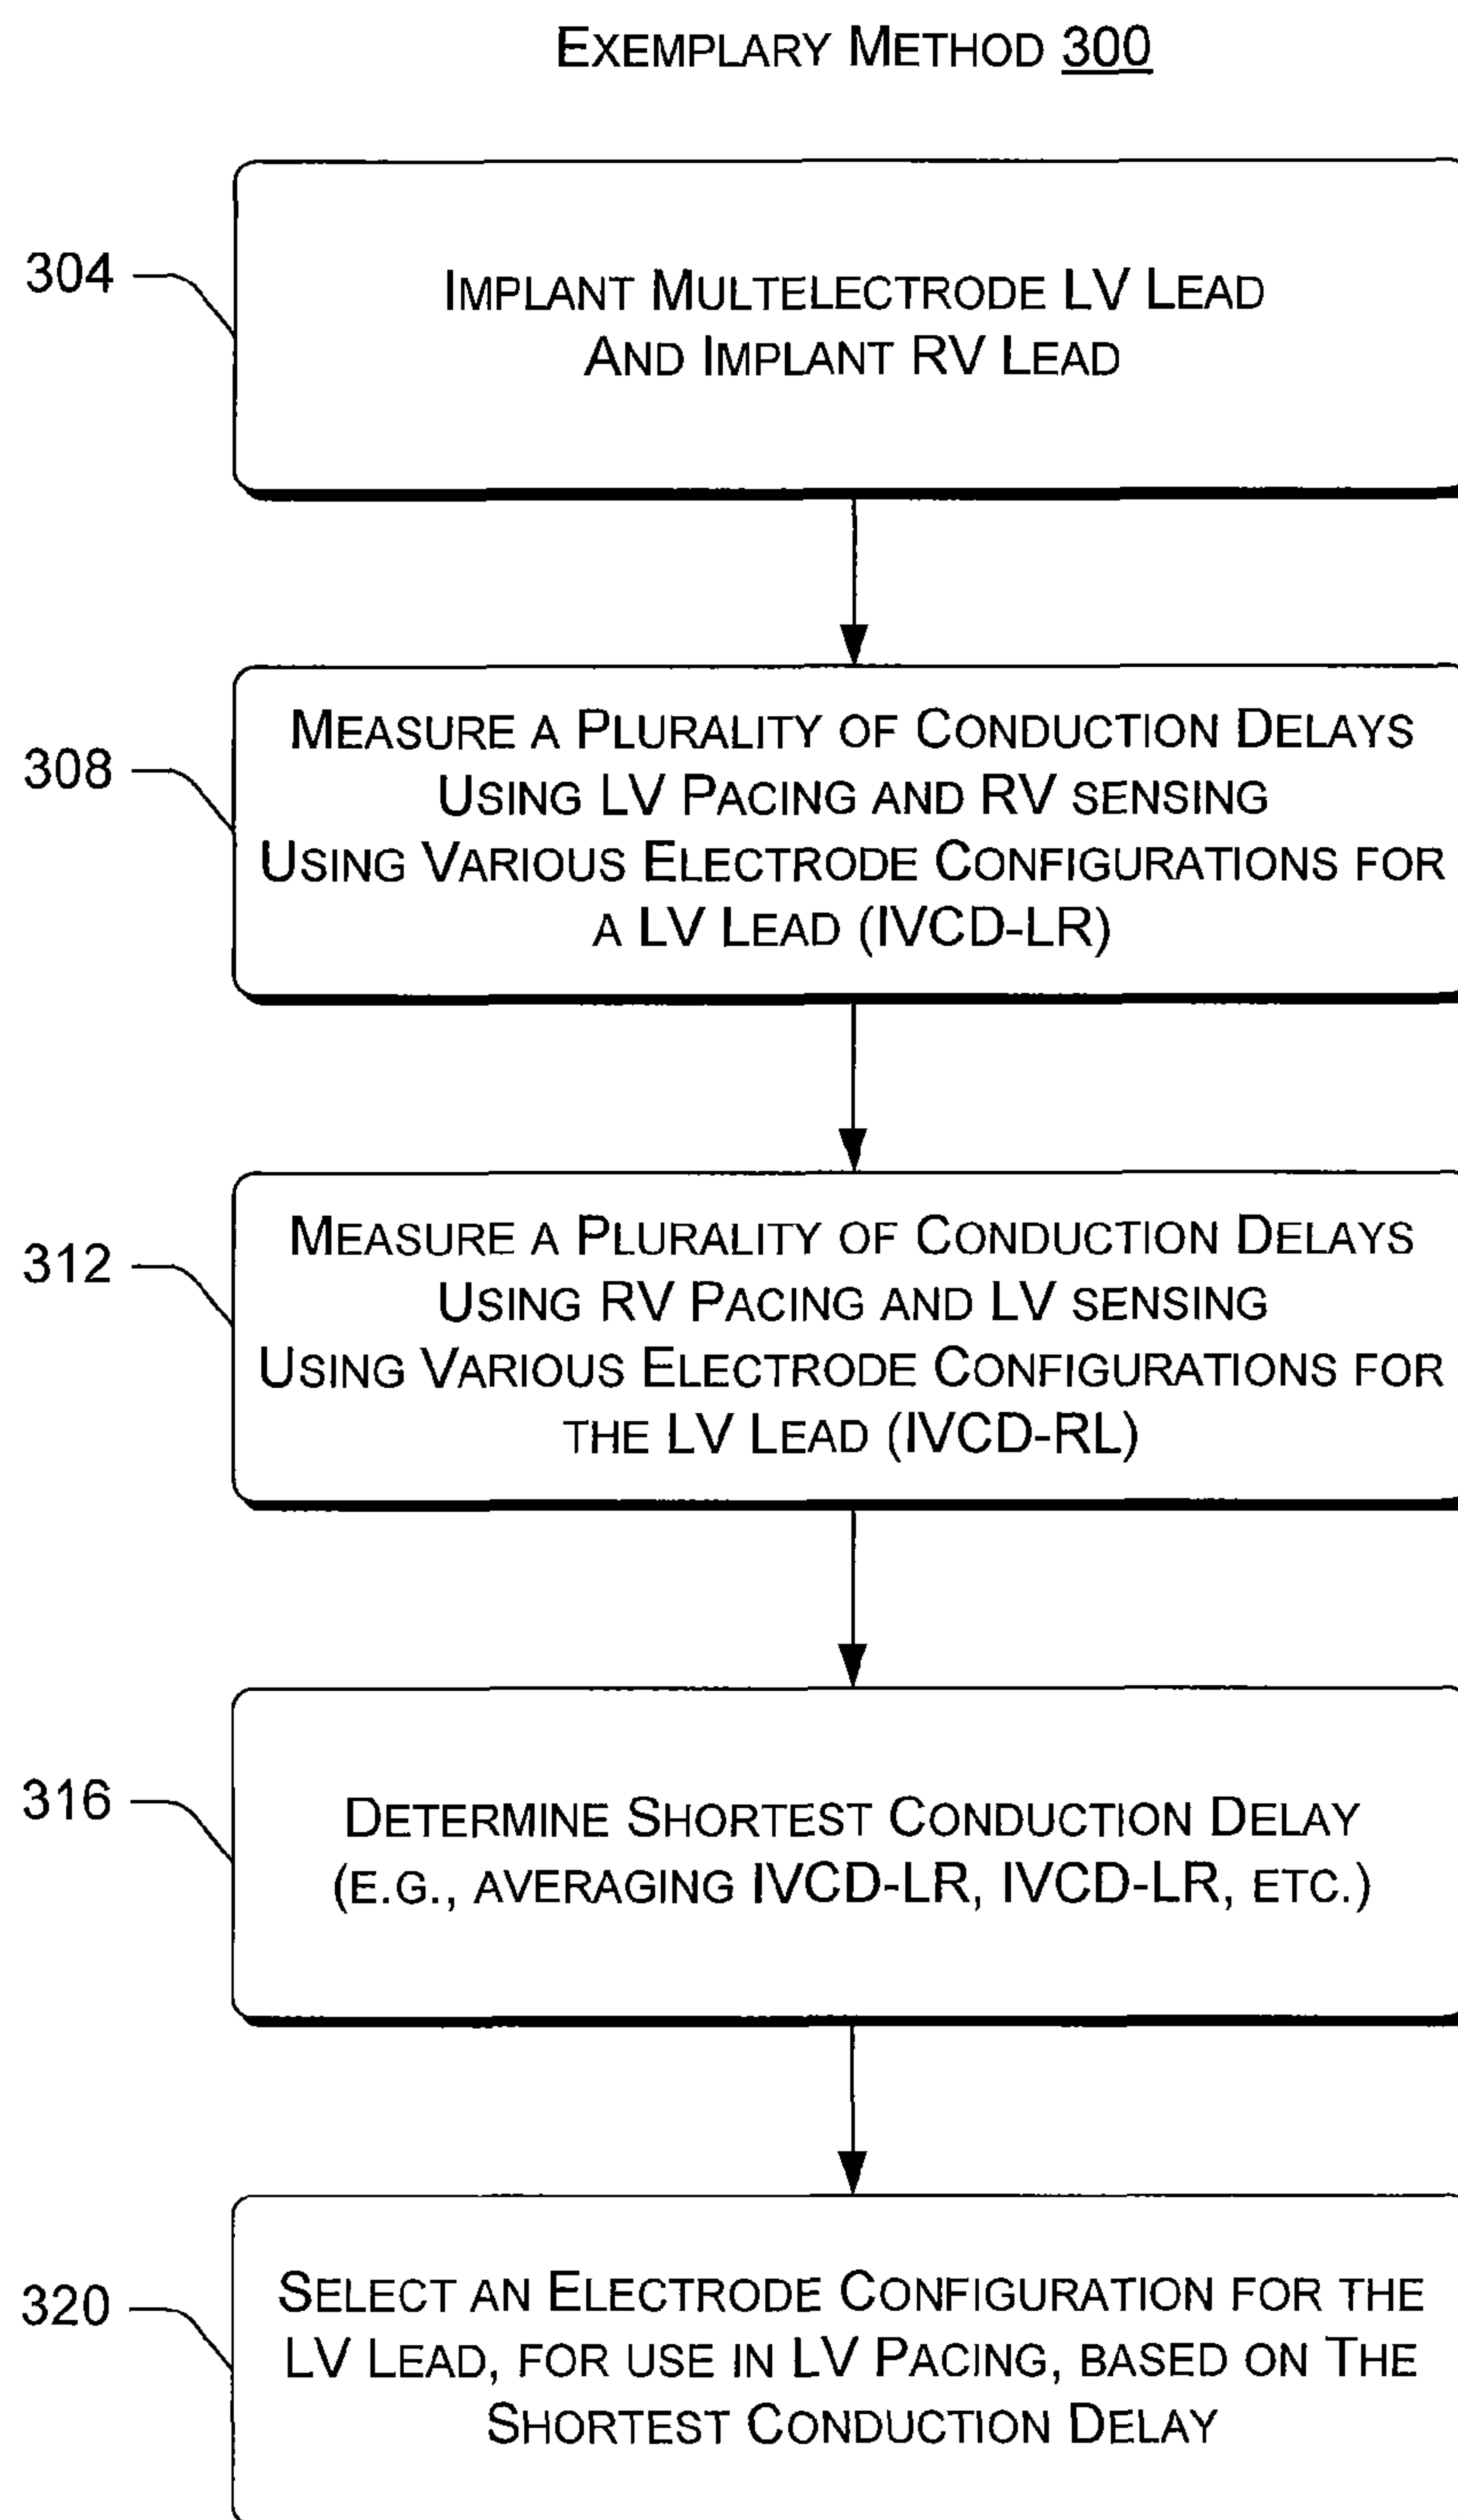 EXEMPLARY METHOD 300
304
IMPLANT MULTELECTRODE LV LEAD
AND IMPLANT RV LEAD
308
MEASURE A PLURALITY OF CONDUCTION DELAYS
USING LV PACING AND RV SENSING
USING VARIOUS ELECTRODE CONFIGURATIONS FOR
A LV LEAD (IVCD-LR)
312
MEASURE A PLURALITY OF CONDUCTION DELAYS
USING RV PACING AND LV SENSING
USING VARIOUS ELECTRODE CONFIGURATIONS FOR
THE LV LEAD (IVCD-RL)
316
DETERMINE SHORTEST CONDUCTION DELAY
(E.G., AVERAGING IVCD-LR, IVCD-LR, ETC.)
320
SELECT AN ELECTRODE CONFIGURATION FOR THE
LV LEAD, FOR USE IN LV PACING, BASED ON THE
SHORTEST CONDUCTION DELAY